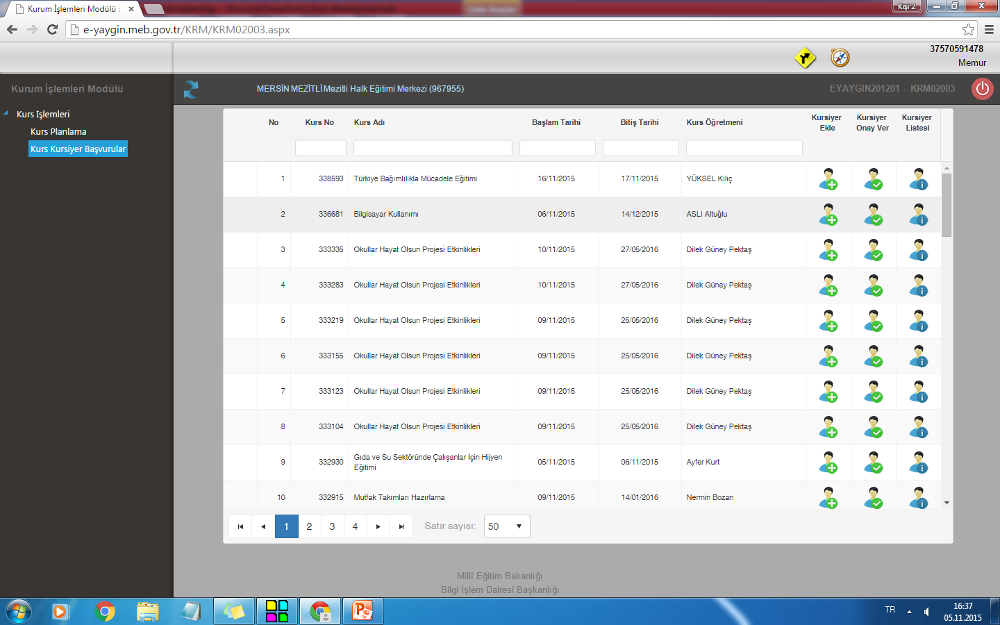 Kurum İşlemleri Modülü :
Kişi 2
e-yaygin.meb.gov.tr/KRM/KRM02003.aspx
37570591478
Memur
Kurum İşlemleri Modülü
MERSİN MEZİTLİ Mezitli Halk Eğitimi Merkezi (967955)
EYAYGIN201201 - KRM02003
Kurs İşlemleri
Kurs Planlama
Kurs Kursiyer Başvurular
No Kurs No Kurs Adı Başlam Tarihi Bitiş Tarihi Kurs Öğretmeni Kursiyer Ekle Kursiyer Onay Ver Kursiyer Listesi
1 338593 Türkiye Bağımlılıkla Mücadele Eğitimi 16/11/2015 17/11/2015 YÜKSEL Kılıç
2 336681 Bilgisayar Kullanımı 06/11/2015 14/12/2015 ASLI Altuğlu
3 333335 Okullar Hayat Olsun Projesi Etkinlikleri 10/11/2015 27/05/2016 Dilek Güney Pektaş
4 333283 Okullar Hayat Olsun Projesi Etkinlikleri 10/11/2015 27/05/2016 Dilek Güney Pektaş
5 333219 Okullar Hayat Olsun Projesi Etkinlikleri 09/11/2015 25/05/2016 Dilek Güney Pektaş
6 333155 Okullar Hayat Olsun Projesi Etkinlikleri 09/11/2015 25/05/2016 Dilek Güney Pektaş
7 333123 Okullar Hayat Olsun Projesi Etkinlikleri 09/11/2015 25/05/2016 Dilek Güney Pektaş
8 333104 Okullar Hayat Olsun Projesi Etkinlikleri 09/11/2015 25/05/2016 Dilek Güney Pektaş
9 332930 Gıda ve Su Sektöründe Çalışanlar İçin Hijyen Eğitimi 05/11/2015 06/11/2015 Ayfer Kurt
10 332915 Mutfak Takımları Hazırlama 09/11/2015 14/01/2016 Nermin Bozan
1 2 3 4 Satır sayısı: 50
Millî Eğitim Bakanlığı
Bilgi İşlem Dairesi Başkanlığı
TR 16:37
05.11.2015